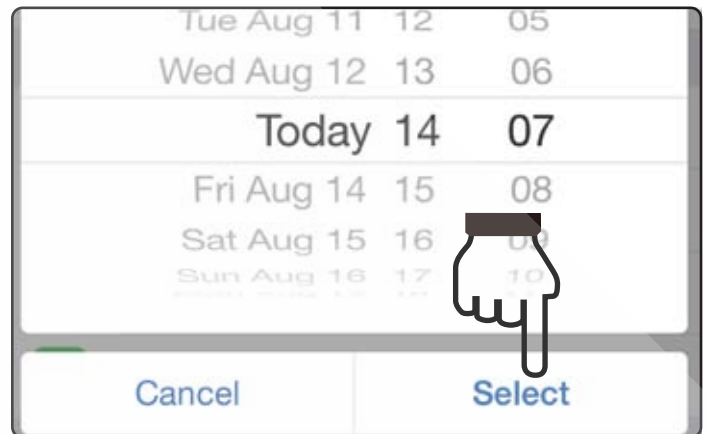 Tue Aug 11 12 05
Wed Aug 12 13 06
Today 14 07
Fri Aug 14 15 08
Sat Aug 15 16 09
Sun Aug 16 17 10
Cancel Select